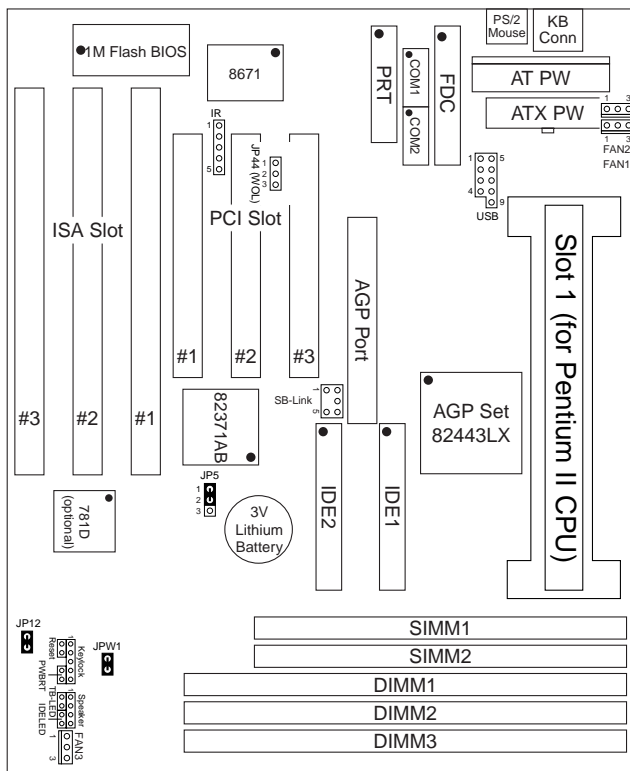 PS/2
Mouse
KB
Conn
1M Flash BIOS
8671
PRT
COM1
COM2
FDC
AT PW
ATX PW
1 3
1 3
FAN2
FAN1
IR
1
5
JP44 (WOL)
1
2
3
1 5
4
9
USB
ISA Slot
PCI Slot
AGP Port
Slot 1 (for Pentium II CPU)
#1
#2
#3
#3
#2
#1
82371AB
SB-Link
1
5
AGP Set
82443LX
JP5
1
2
3
781D
(optional)
3V
Lithium
Battery
IDE2
IDE1
JP12
JPW1
Reset
Keylock
1
PWBRT
TB-LED
IDELED
Speaker
1
FAN3
1
3
SIMM1
SIMM2
DIMM1
DIMM2
DIMM3